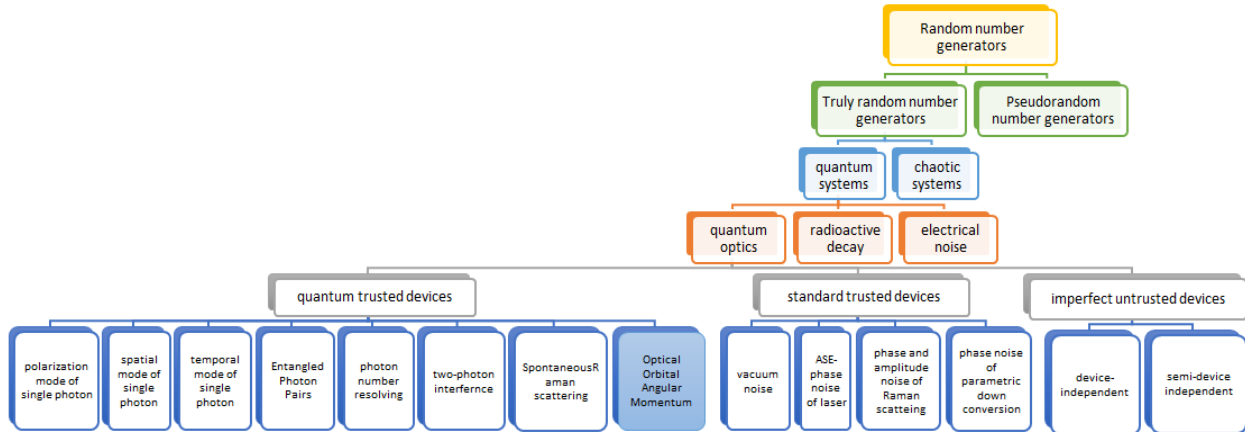 Random number
generators
Truly random number
generators
Pseudorandom
number generators
quantum
systems
chaotic
systems
quantum
optics
radioactive
decay
electrical
noise
quantum trusted devices
standard trusted devices
imperfect untrusted devices
polarization
mode of
single photon
spatial
mode of
single
photon
temporal
mode of
single
photon
Entangled
Photon
Pairs
photon
number
resolving
two-photon
interfernce
SpontaneousR
aman
scattering
Optical
Orbital
Angular
Momentum
vacuum
noise
ASE-
phase
noise
of laser
phase and
amplitude
noise of
Raman
scatteing
phase noise
of
parametric
down
conversion
device-
independent
semi-device
independent